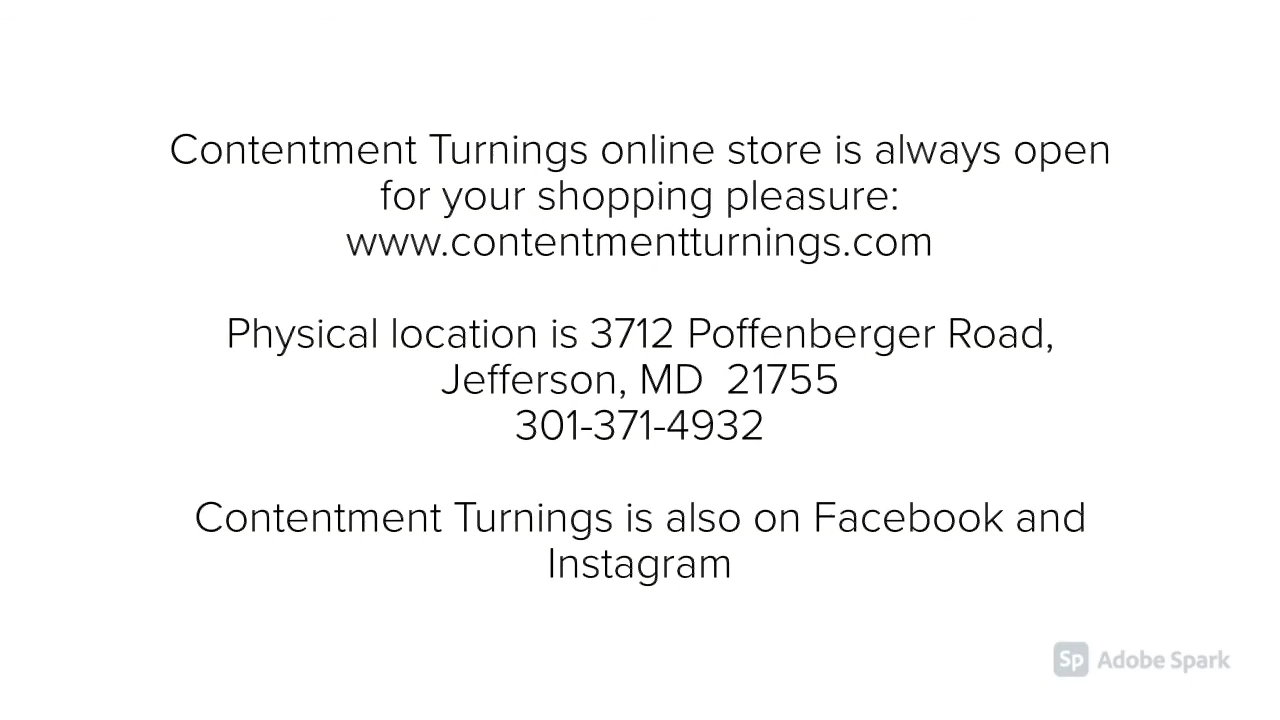 Contentment Turnings online store is always open
for your shopping pleasure:
www.contentmentturnings.com
Physical location is 3712 Poffenberger Road,
Jefferson, MD  21755
301-371-4932
Contentment Turnings is also on Facebook and
Instagram
Sp Adobe Spark